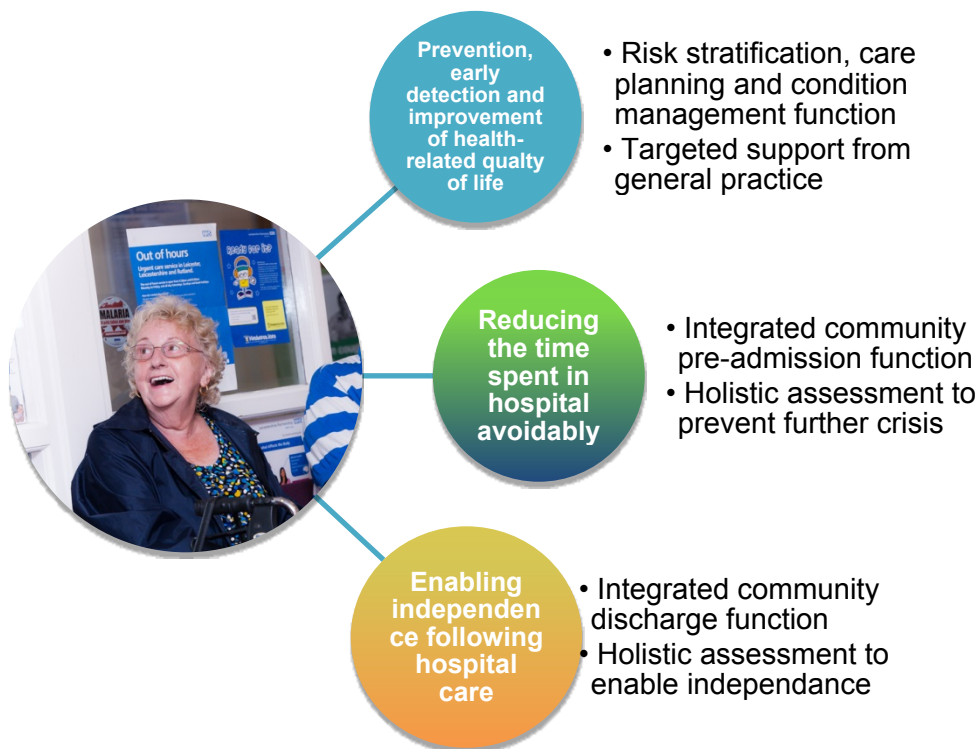 Prevention,
early
detection and
improvement
of health-
related qualty
of life
• Risk stratification, care
planning and condition
management function
• Targeted support from
general practice
Out of hours
Urgent care service in Leicester,
Leicestershire and Rutland.
MALARIA
Reducing
the time
spent in
hospital
avoidably
• Integrated community
pre-admission function
• Holistic assessment to
prevent further crisis
Enabling
independen
ce following
hospital
care
• Integrated community
discharge function
• Holistic assessment to
enable independance